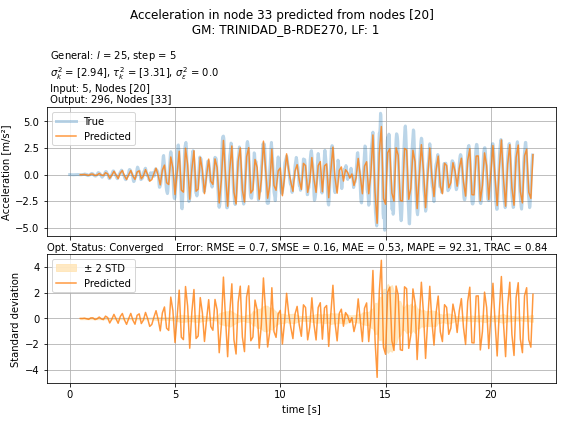 Acceleration in node 33 predicted from nodes [20]
GM: TRINIDAD_B-RDE270, LF: 1
General: l = 25, step = 5
σ_k² = [2.94], τ_k² = [3.31], σ_ε² = 0.0
Input: 5, Nodes [20]
Output: 296, Nodes [33]
Acceleration [m/s²]
5.0
2.5
0.0
−2.5
−5.0
True
Predicted
Opt. Status: Converged Error: RMSE = 0.7, SMSE = 0.16, MAE = 0.53, MAPE = 92.31, TRAC = 0.84
Standard deviation
4
2
0
−2
−4
± 2 STD
Predicted
0 5 10 15 20
time [s]